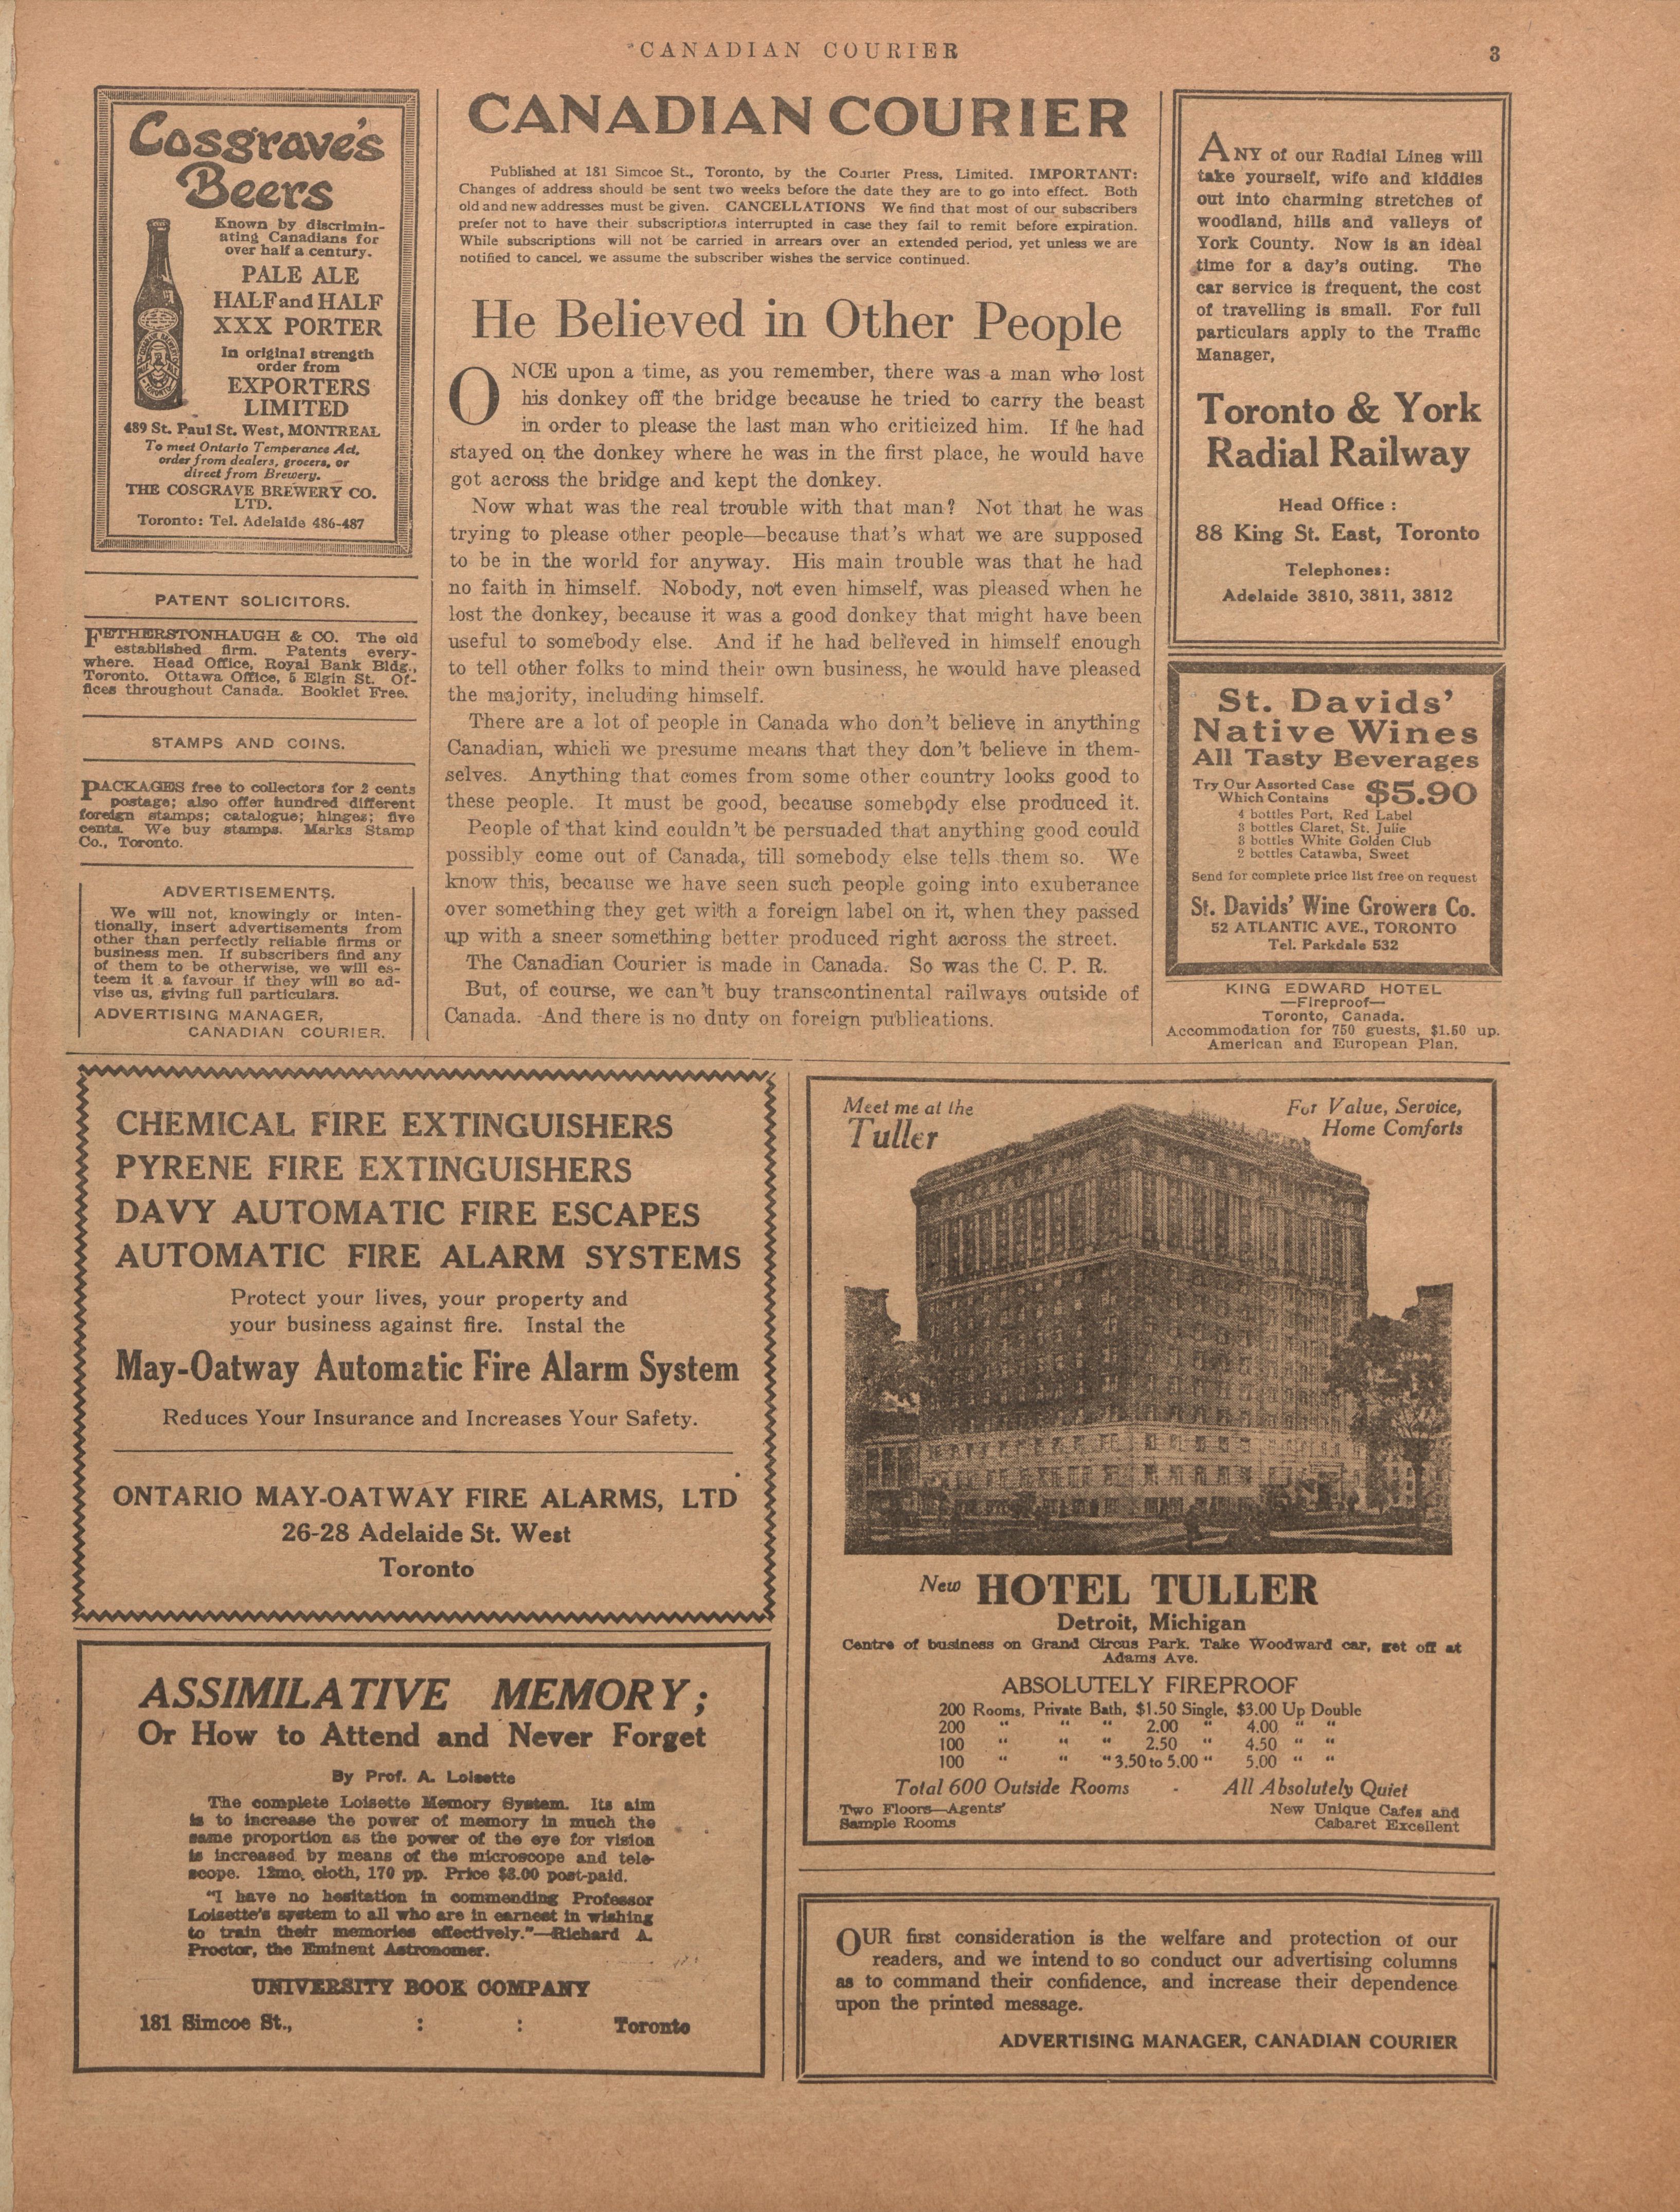 CANADIAN COURIER
3
Cosgrave's
Beers
Known by discrimin-
ating Canadians for
over half a century.
PALE ALE
HALF and HALF
XXX PORTER
In original strength
order from
EXPORTERS
LIMITED
489 St. Paul St. West, MONTREAL
To meet Ontario Temperance Act,
order from dealers, grocers, or
direct from Brewery.
THE COSGRAVE BREWERY CO.
LTD.
Toronto: Tel. Adelaide 486-487
PATENT SOLICITORS.
FETHERSTONHAUGH & CO. The old
established firm. Patents every-
where. Head Office, Royal Bank Bldg.,
Toronto. Ottawa Office, 5 Elgin St. Of-
fices throughout Canada. Booklet Free.
STAMPS AND COINS.
PACKAGES free to collectors for 2 cents
postage; also offer hundred different
foreign stamps; catalogue; hinges; five
cents. We buy stamps. Marks Stamp
Co., Toronto.
ADVERTISEMENTS.
We will not, knowingly or inten-
tionally, insert advertisements from
other than perfectly reliable firms or
business men. If subscribers find any
of them to be otherwise, we will es-
teem it a favour if they will so ad-
vise us, giving full particulars.
ADVERTISING MANAGER,
CANADIAN COURIER.
CANADIAN COURIER
Published at 181 Simcoe St., Toronto, by the Courier Press, Limited. IMPORTANT:
Changes of address should be sent two weeks before the date they are to go into effect. Both
old and new addresses must be given. CANCELLATIONS We find that most of our subscribers
prefer not to have their subscriptions interrupted in case they fail to remit before expiration.
While subscriptions will not be carried in arrears over an extended period, yet unless we are
notified to cancel, we assume the subscriber wishes the service continued.
He Believed in Other People
ONCE upon a time, as you remember, there was a man who lost
his donkey off the bridge because he tried to carry the beast
in order to please the last man who criticized him. If he had
stayed on the donkey where he was in the first place, he would have
got across the bridge and kept the donkey.
Now what was the real trouble with that man? Not that he was
trying to please other people—because that's what we are supposed
to be in the world for anyway. His main trouble was that he had
no faith in himself. Nobody, not even himself, was pleased when he
lost the donkey, because it was a good donkey that might have been
useful to somebody else. And if he had believed in himself enough
to tell other folks to mind their own business, he would have pleased
the majority, including himself.
There are a lot of people in Canada who don't believe in anything
Canadian, which we presume means that they don't believe in them-
selves. Anything that comes from some other country looks good to
these people. It must be good, because somebody else produced it.
People of that kind couldn't be persuaded that anything good could
possibly come out of Canada, till somebody else tells them so. We
know this, because we have seen such people going into exuberance
over something they get with a foreign label on it, when they passed
up with a sneer something better produced right across the street.
The Canadian Courier is made in Canada. So was the C. P. R.
But, of course, we can't buy transcontinental railways outside of
Canada. And there is no duty on foreign publications.
ANY of our Radial Lines will
take yourself, wife and kiddies
out into charming stretches of
woodland, hills and valleys of
York County. Now is an ideal
time for a day's outing. The
car service is frequent, the cost
of travelling is small. For full
particulars apply to the Traffic
Manager,
Toronto & York
Radial Railway
Head Office :
88 King St. East, Toronto
Telephones:
Adelaide 3810, 3811, 3812
St. Davids'
Native Wines
All Tasty Beverages
Try Our Assorted Case
Which Contains $5.90
4 bottles Port, Red Label
3 bottles Claret, St. Julie
3 bottles White Golden Club
2 bottles Catawba, Sweet
Send for complete price list free on request
St. Davids' Wine Growers Co.
52 ATLANTIC AVE., TORONTO
Tel. Parkdale 532
KING EDWARD HOTEL
—Fireproof—
Toronto, Canada.
Accommodation for 750 guests, $1.50 up.
American and European Plan.
CHEMICAL FIRE EXTINGUISHERS
PYRENE FIRE EXTINGUISHERS
DAVY AUTOMATIC FIRE ESCAPES
AUTOMATIC FIRE ALARM SYSTEMS
Protect your lives, your property and
your business against fire. Instal the
May-Oatway Automatic Fire Alarm System
Reduces Your Insurance and Increases Your Safety.
ONTARIO MAY-OATWAY FIRE ALARMS, LTD
26-28 Adelaide St. West
Toronto
ASSIMILATIVE MEMORY;
Or How to Attend and Never Forget
By Prof. A. Loisette
The complete Loisette Memory System. Its aim
is to increase the power of memory in much the
same proportion as the power of the eye for vision
is increased by means of the microscope and tele-
scope. 12mo, cloth, 170 pp. Price $3.00 post-paid.
"I have no hesitation in commending Professor
Loisette's system to all who are in earnest in wishing
to train their memories effectively."—Richard A.
Proctor, the Eminent Astronomer.
UNIVERSITY BOOK COMPANY
181 Simcoe St., : : Toronto
Meet me at the
Tuller
For Value, Service,
Home Comforts
New HOTEL TULLER
Detroit, Michigan
Centre of business on Grand Circus Park. Take Woodward car, get off at
Adams Ave.
ABSOLUTELY FIREPROOF
200 Rooms, Private Bath, $1.50 Single, $3.00 Up Double
200 " " " 2.00 " 4.00 " "
100 " " " 2.50 " 4.50 " "
100 " " " 3.50 to 5.00 " 5.00 " "
Total 600 Outside Rooms - All Absolutely Quiet
Two Floors—Agents'
Sample Rooms
New Unique Cafes and
Cabaret Excellent
OUR first consideration is the welfare and protection of our
readers, and we intend to so conduct our advertising columns
as to command their confidence, and increase their dependence
upon the printed message.
ADVERTISING MANAGER, CANADIAN COURIER